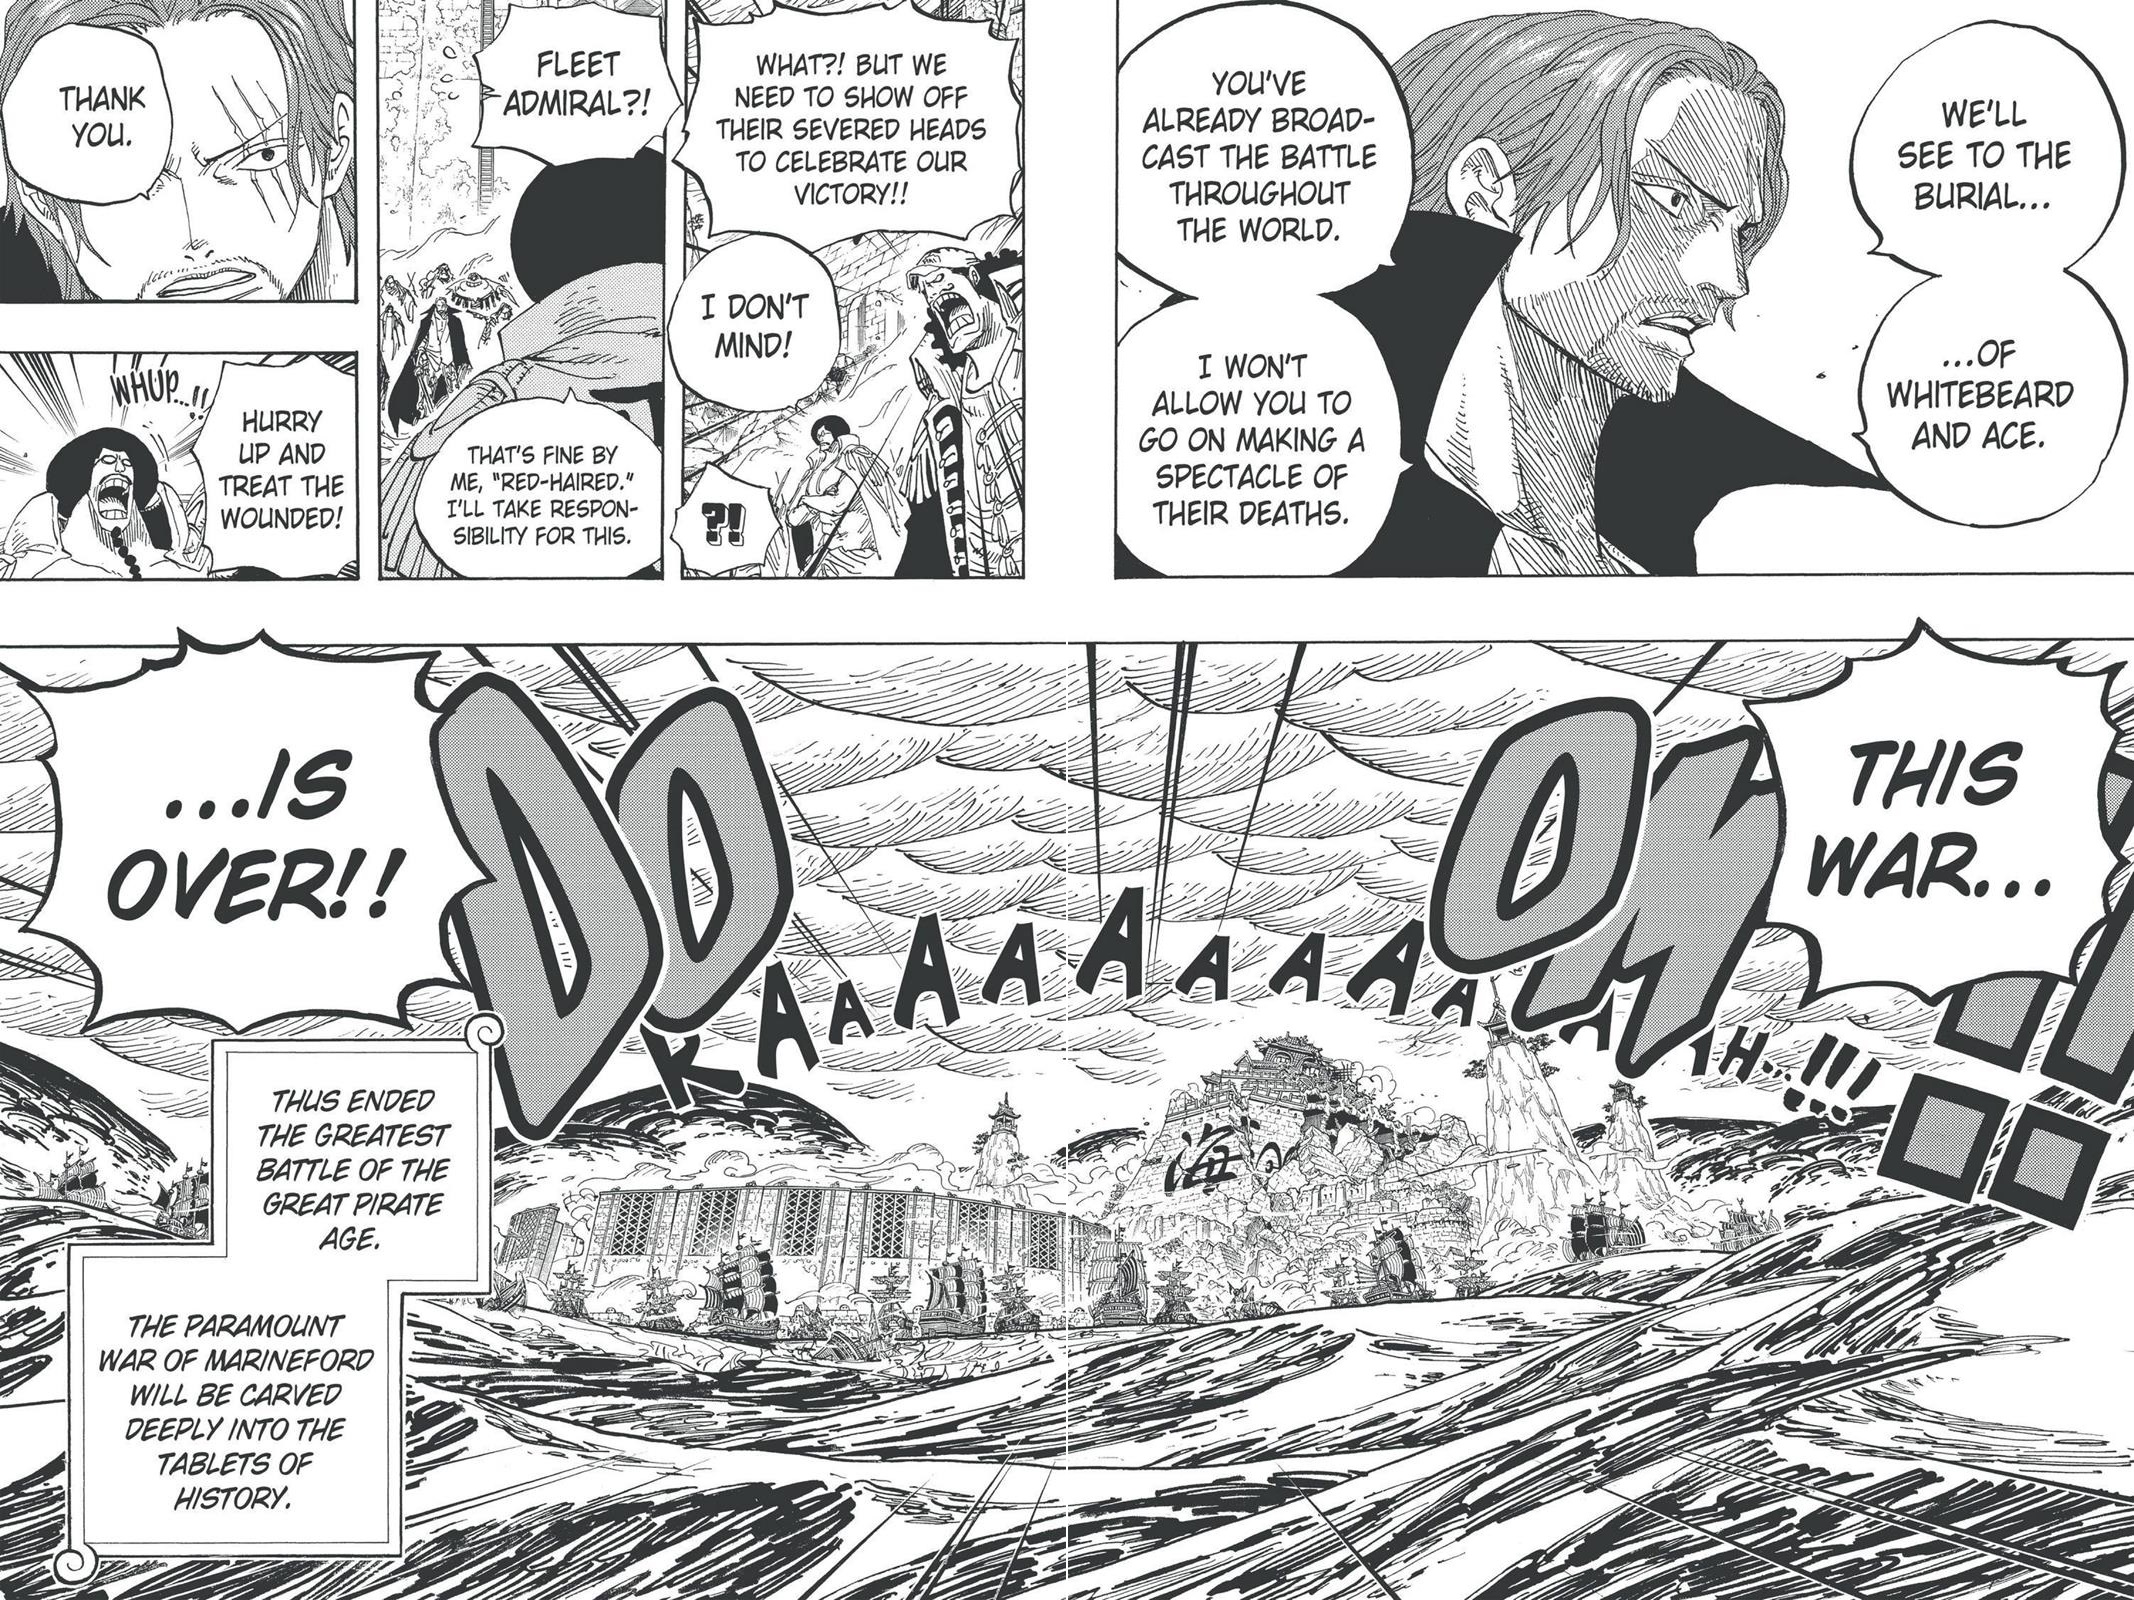 WE'LL
SEE TO THE
BURIAL...
...OF
WHITEBEARD
AND ACE.
YOU'VE
ALREADY BROAD-
CAST THE BATTLE
THROUGHOUT
THE WORLD.
I WON'T
ALLOW YOU TO
GO ON MAKING A
SPECTACLE OF
THEIR DEATHS.
WHAT?! BUT WE
NEED TO SHOW OFF
THEIR SEVERED HEADS
TO CELEBRATE OUR
VICTORY!!
I DON'T
MIND!
?!
FLEET
ADMIRAL?!
THAT'S FINE BY
ME, "RED-HAIRED."
I'LL TAKE RESPON-
SIBILITY FOR THIS.
THANK
YOU.
WHUP...!!
HURRY
UP AND
TREAT THE
WOUNDED!
THIS
WAR...
...IS
OVER!!
DOOM!!
KAAAAAAAAAAAAH...!!!
海
THUS ENDED
THE GREATEST
BATTLE OF THE
GREAT PIRATE
AGE.
THE PARAMOUNT
WAR OF MARINEFORD
WILL BE CARVED
DEEPLY INTO THE
TABLETS OF
HISTORY.